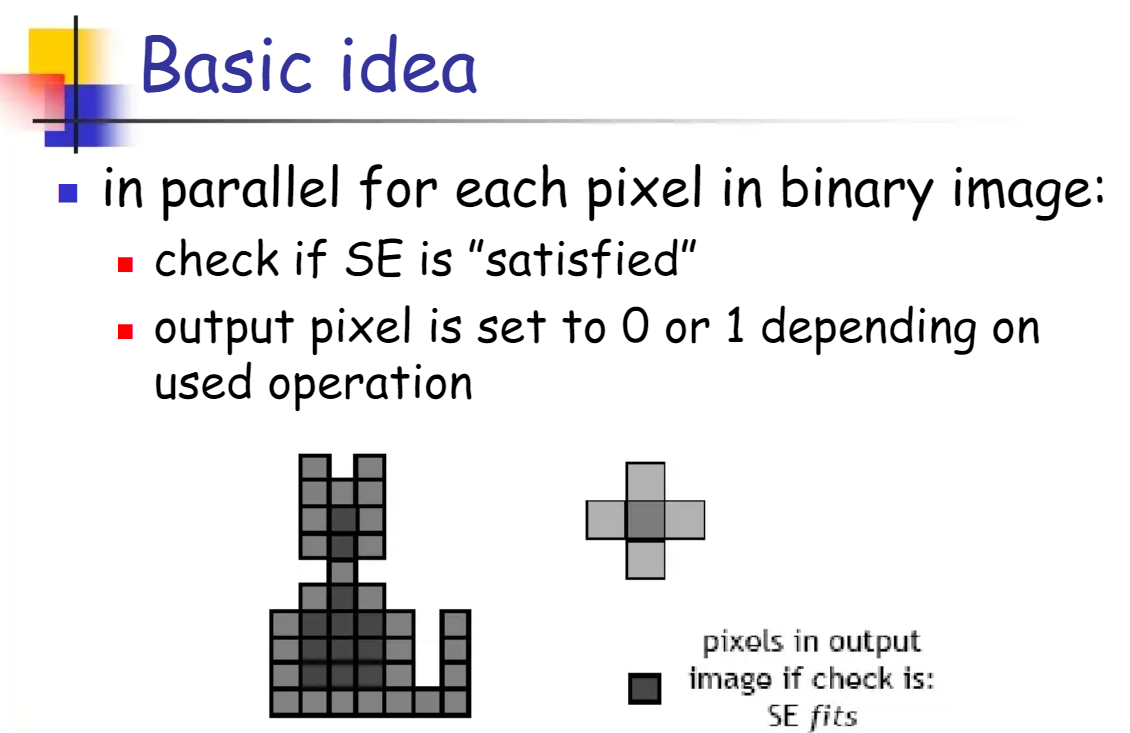 Basic idea
in parallel for each pixel in binary image:
check if SE is ”satisfied”
output pixel is set to 0 or 1 depending on
used operation
pixels in output
image if check is:
SE fits